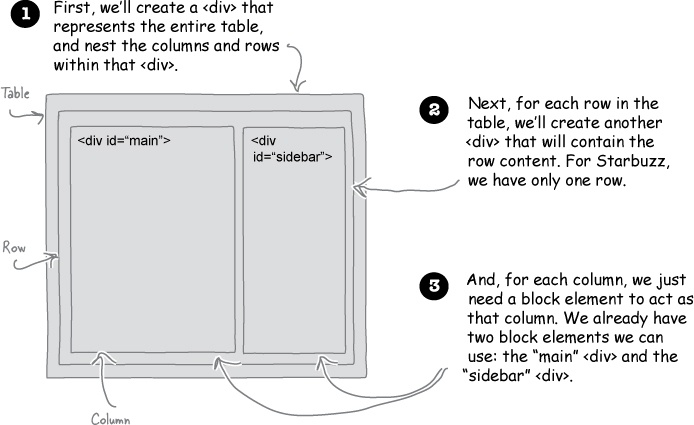 1
First, we’ll create a <div> that
represents the entire table,
and nest the columns and rows
within that <div>.
Table
<div id=“main”>
<div
id=“sidebar”>
2
Next, for each row in the
table, we’ll create another
<div> that will contain the
row content. For Starbuzz,
we have only one row.
Row
3
And, for each column, we just
need a block element to act as
that column. We already have
two block elements we can
use: the “main” <div> and the
“sidebar” <div>.
Column